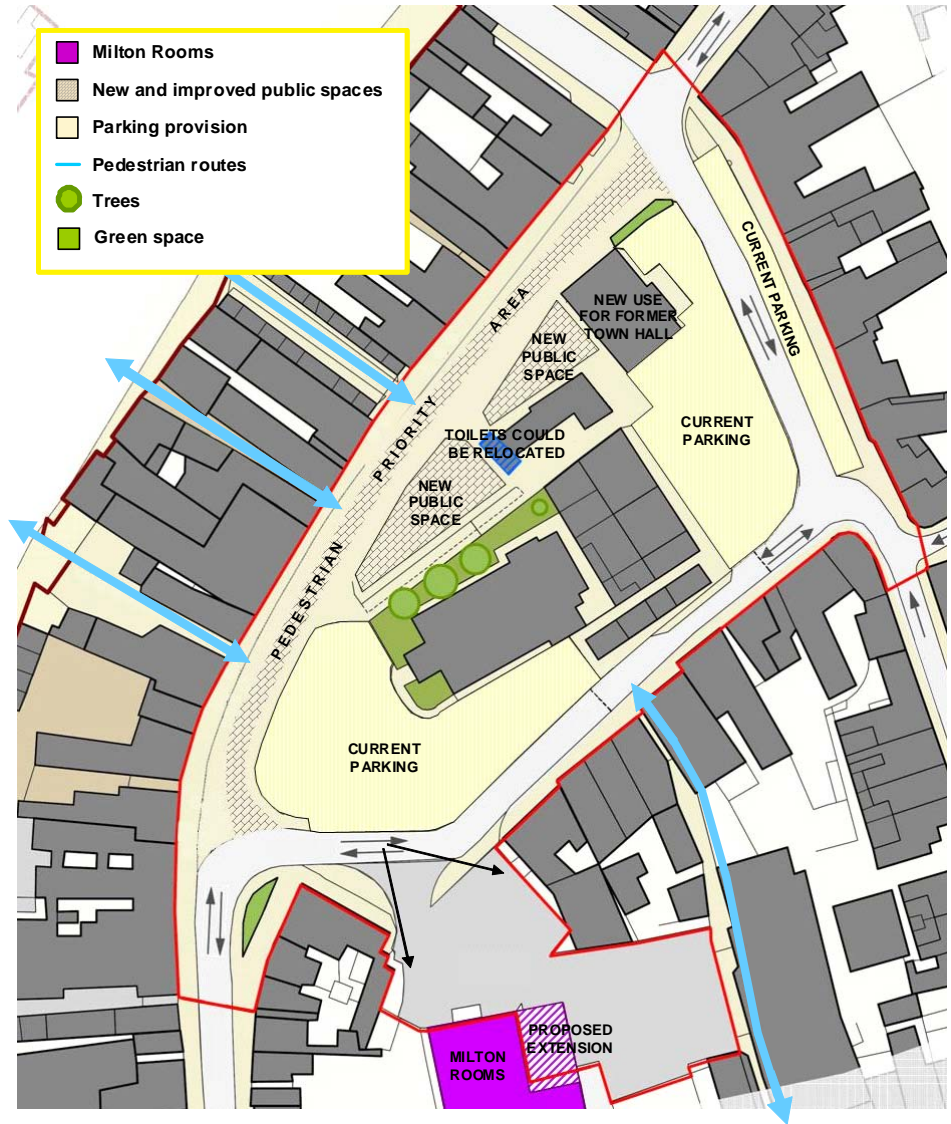 Milton Rooms
New and improved public spaces
Parking provision
Pedestrian routes
Trees
Green space
CURRENT PARKING
NEW USE
FOR FORMER
TOWN HALL
NEW
PUBLIC
SPACE
CURRENT
PARKING
TOILETS COULD
BE RELOCATED
NEW
PUBLIC
SPACE
PEDESTRIAN PRIORITY AREA
CURRENT
PARKING
PROPOSED
EXTENSION
MILTON
ROOMS